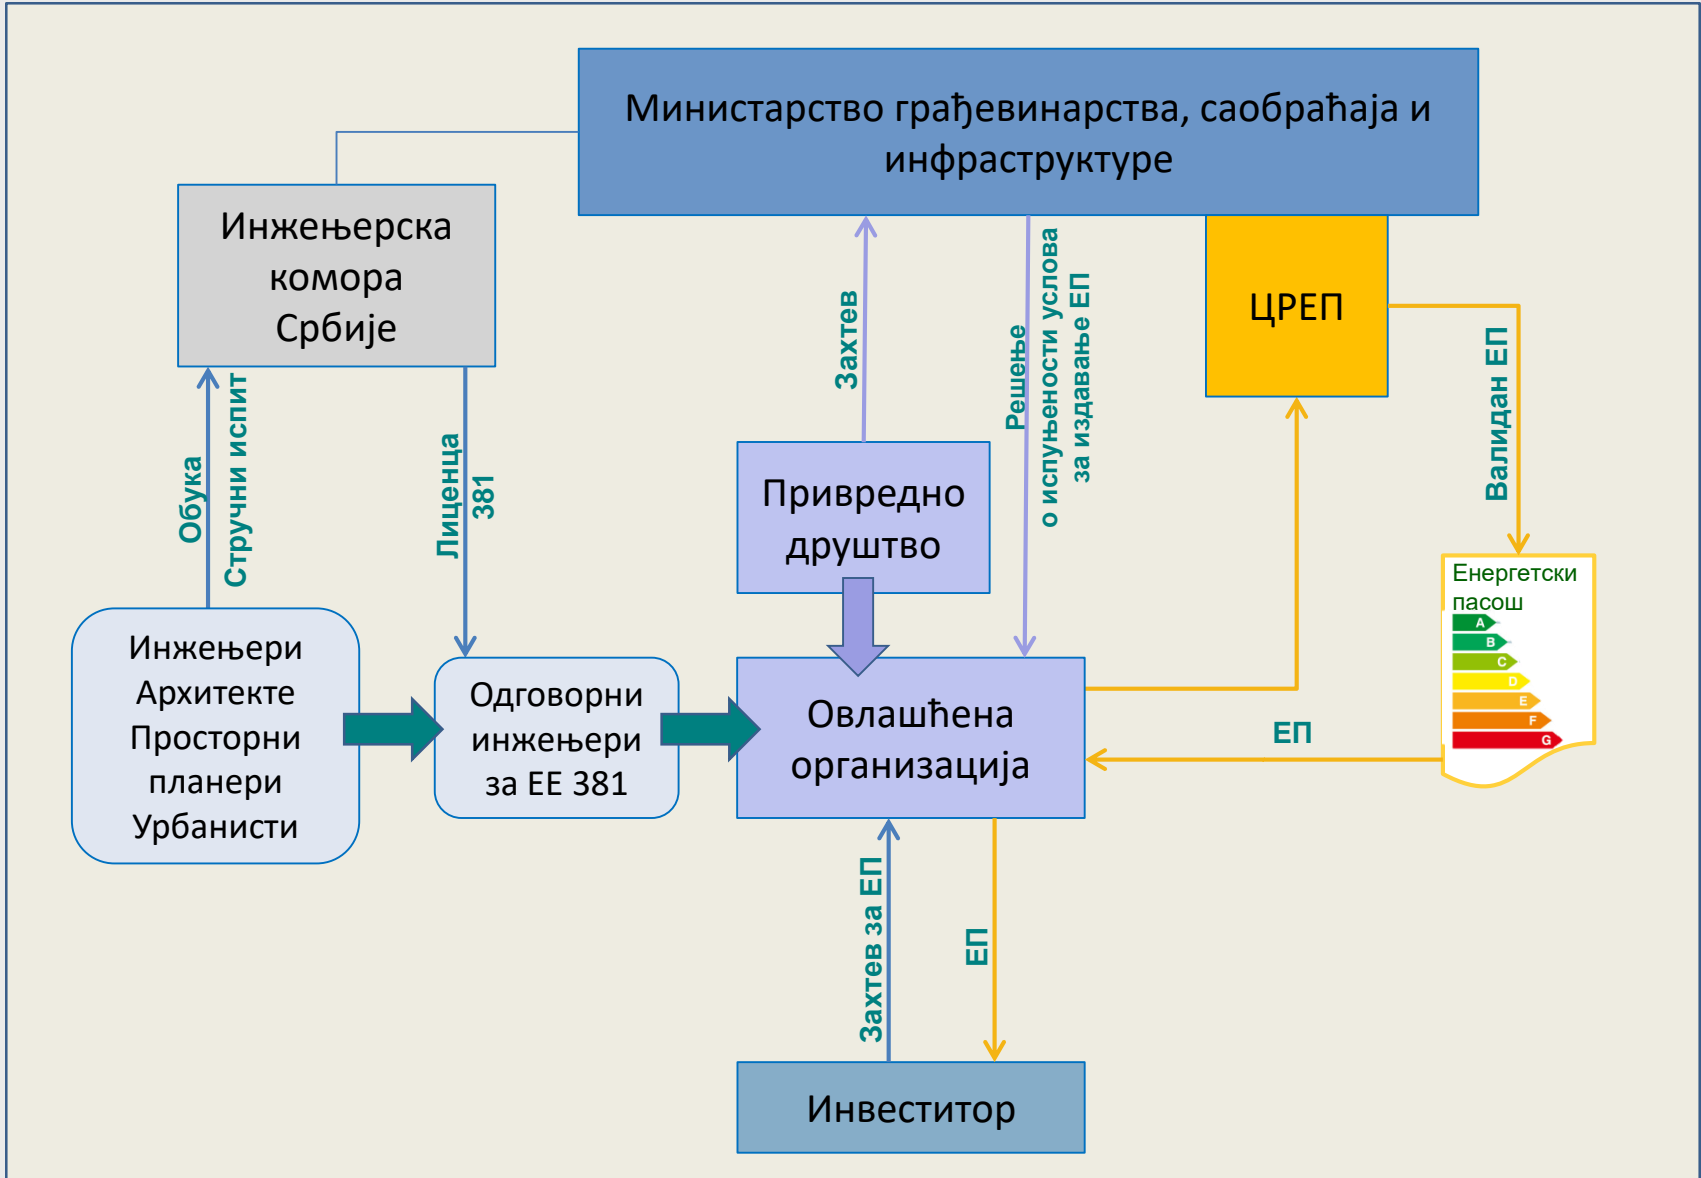 Министарство грађевинарства, саобраћаја и
инфраструктуре
Инжењерска
комора
Србије
ЦРЕП
Захтев
Решење
о испуњености услова
за издавање ЕП
Валидан ЕП
Обука
Стручни испит
Лиценца
381
Привредно
друштво
Енергетски
пасош
A
B
C
D
E
F
G
Инжењери
Архитекте
Просторни
планери
Урбанисти
Одговорни
инжењери
за ЕЕ 381
Овлашћена
организација
ЕП
Захтев за ЕП
ЕП
Инвеститор